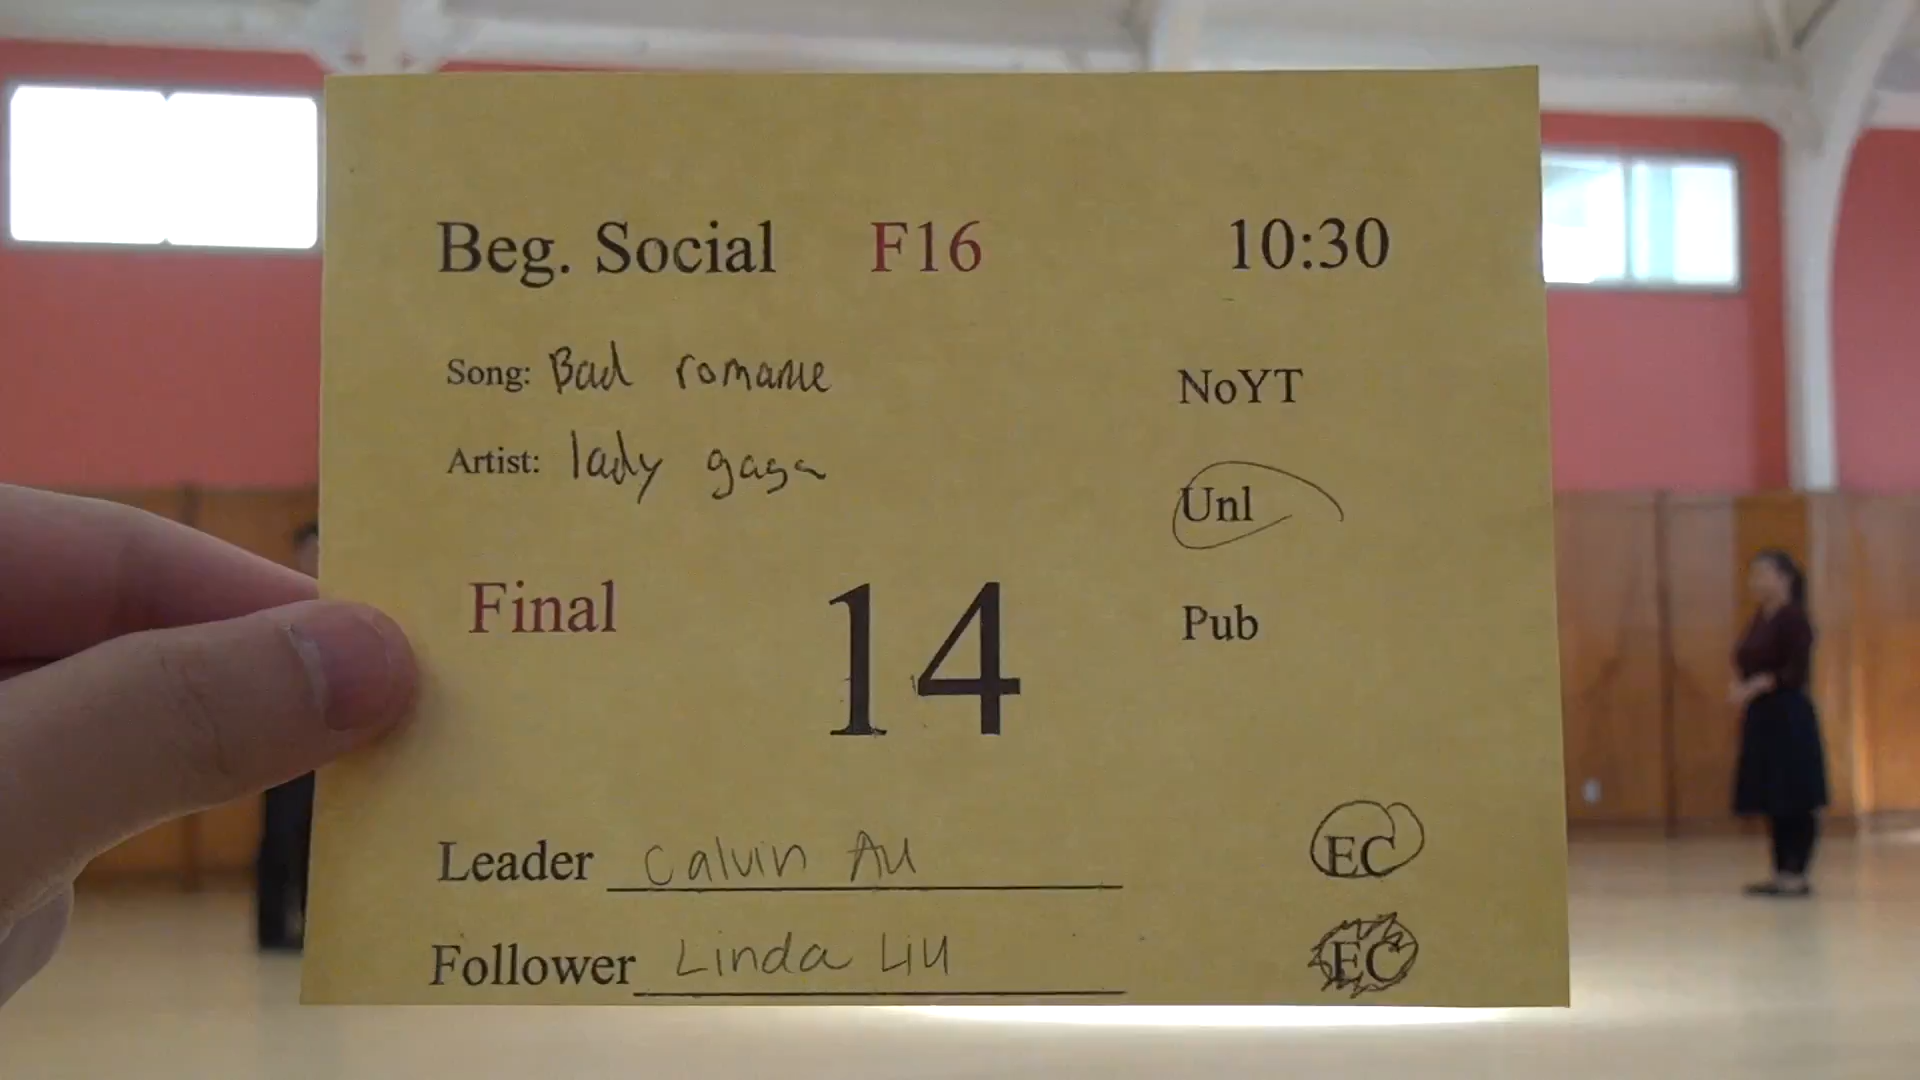 Beg. Social F16 10:30
Song: Bad romance
NoYT
Artist: lady gaga
Unl
Final 14 Pub
Leader Calvin Au EC
Follower Linda Liu EC